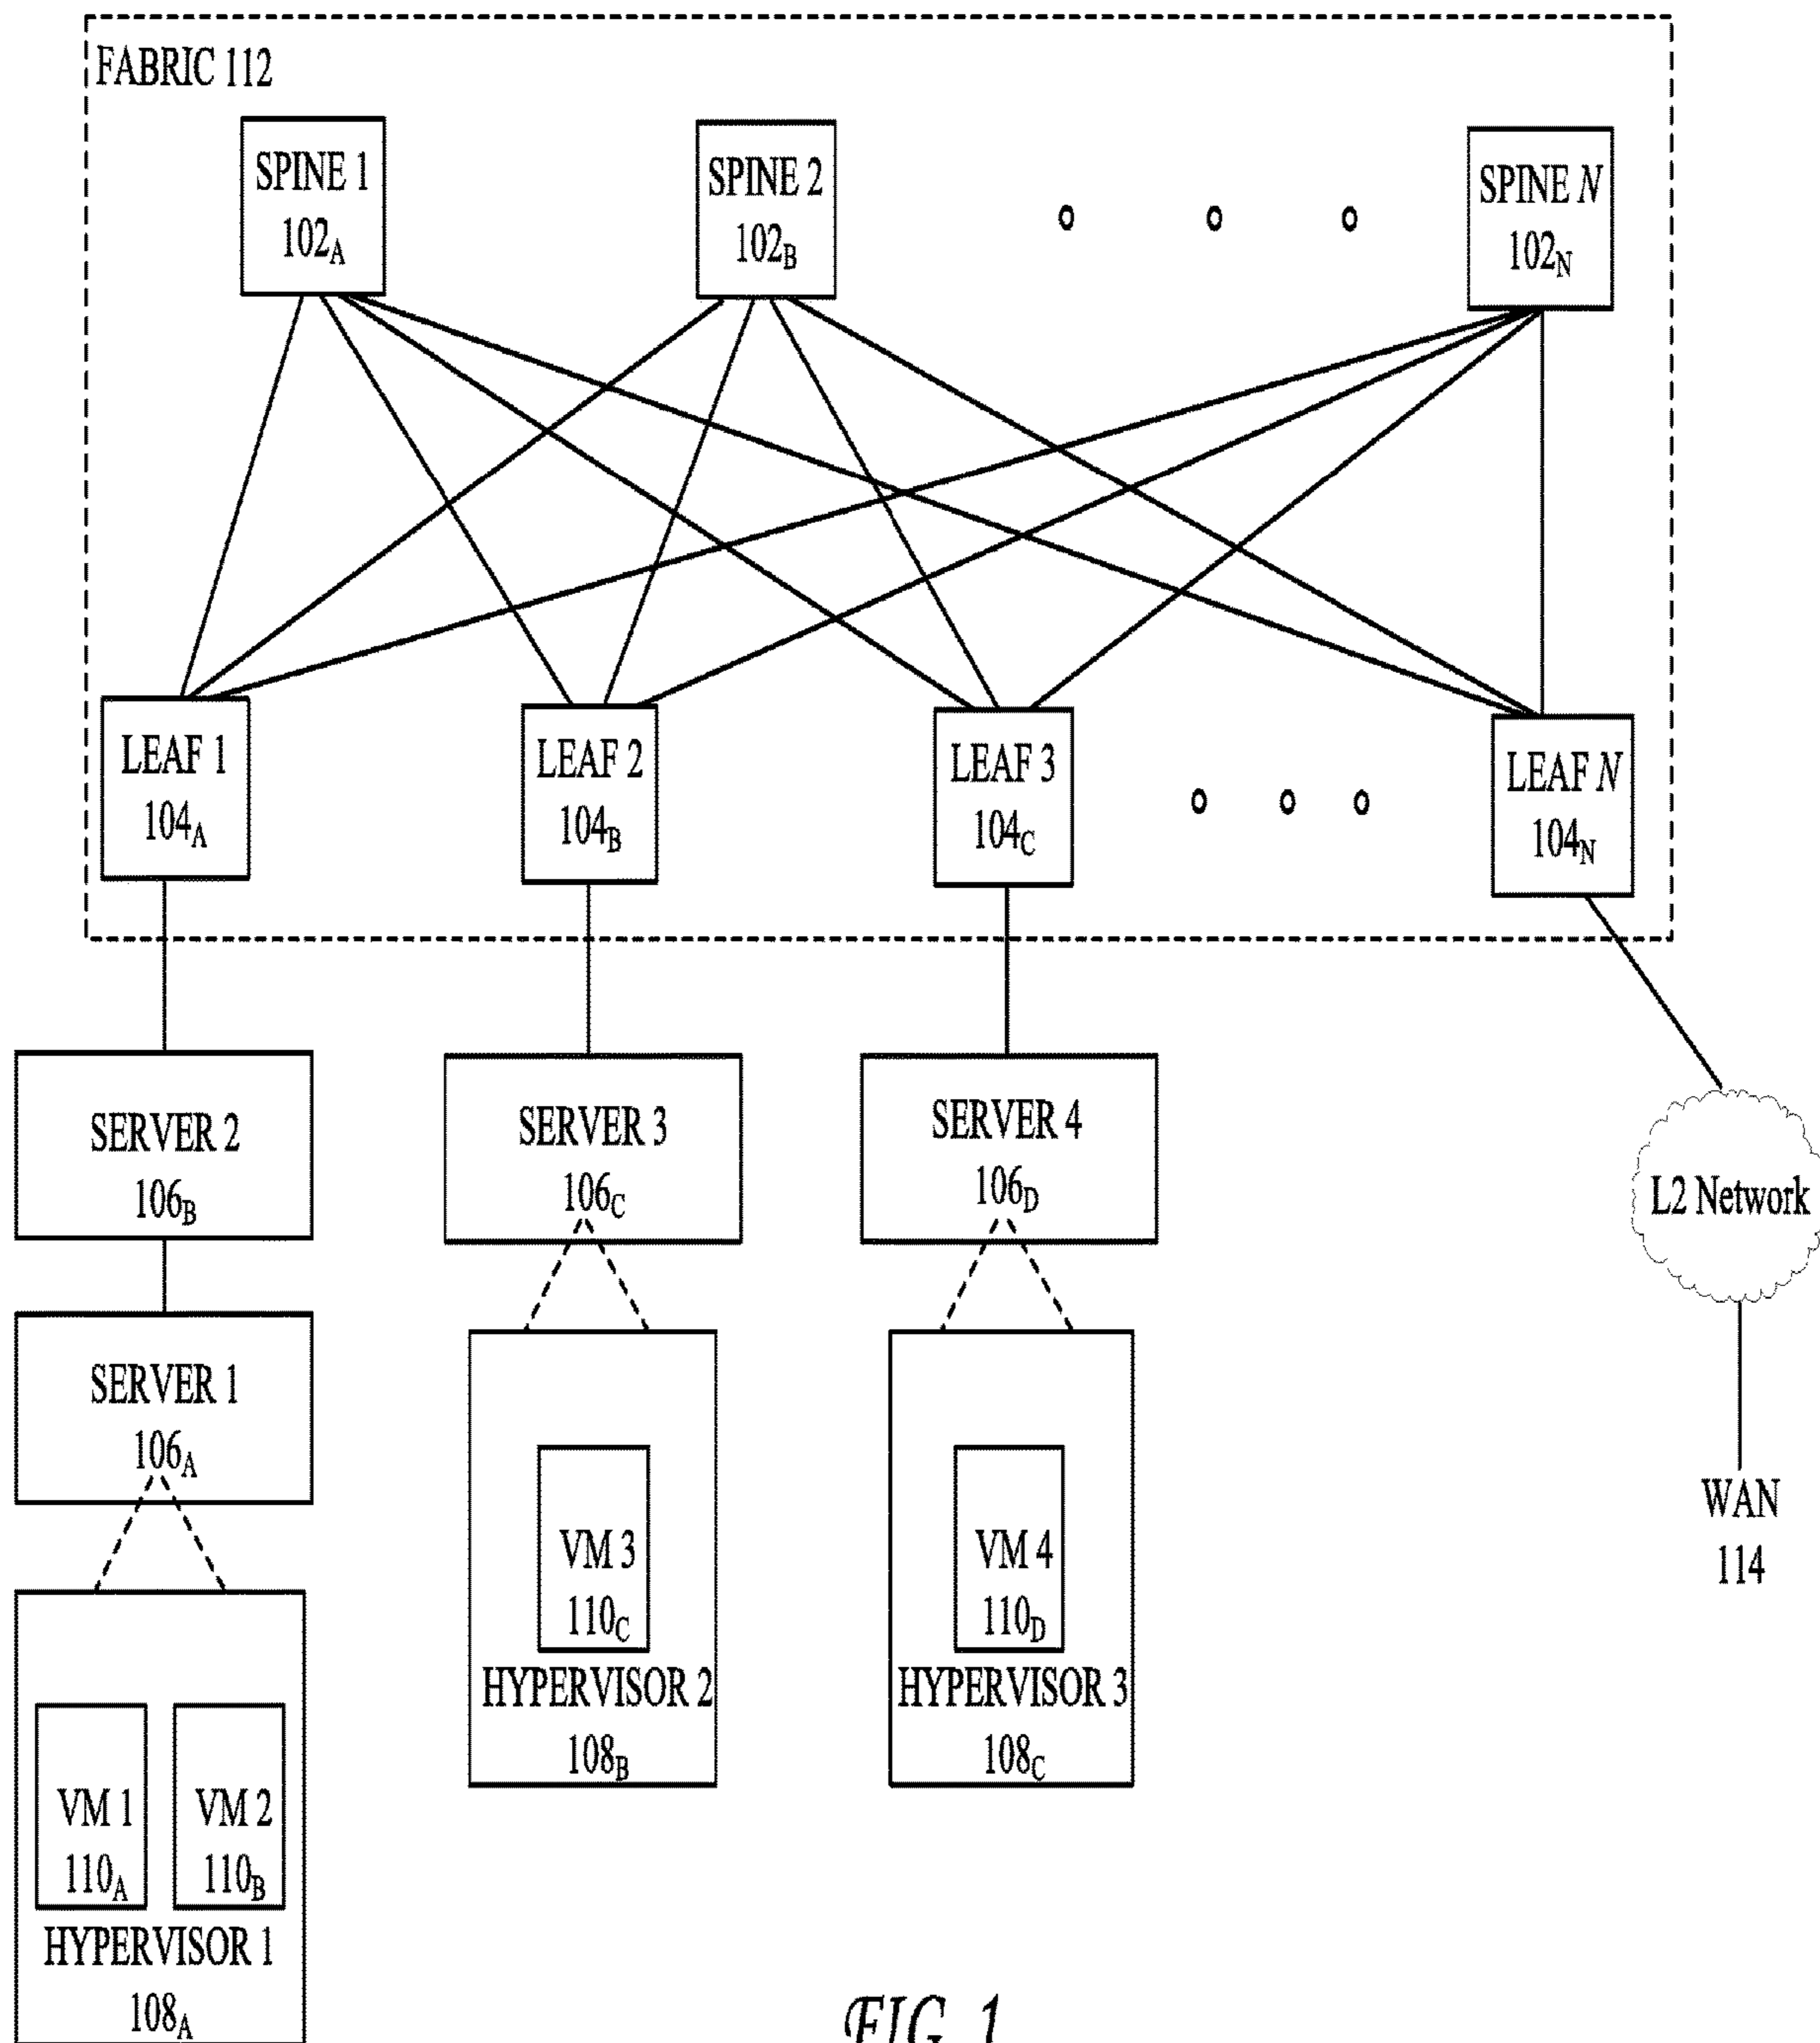 FABRIC 112
SPINE 1
102A
SPINE 2
102B
SPINE N
102N
LEAF 1
104A
LEAF 2
104B
LEAF 3
104C
LEAF N
104N
SERVER 2
106B
SERVER 3
106C
SERVER 4
106D
L2 Network
SERVER 1
106A
WAN
114
VM 3
110C
HYPERVISOR 2
108B
VM 4
110D
HYPERVISOR 3
108C
VM 1
110A
VM 2
110B
HYPERVISOR 1
108A
FIG. 1